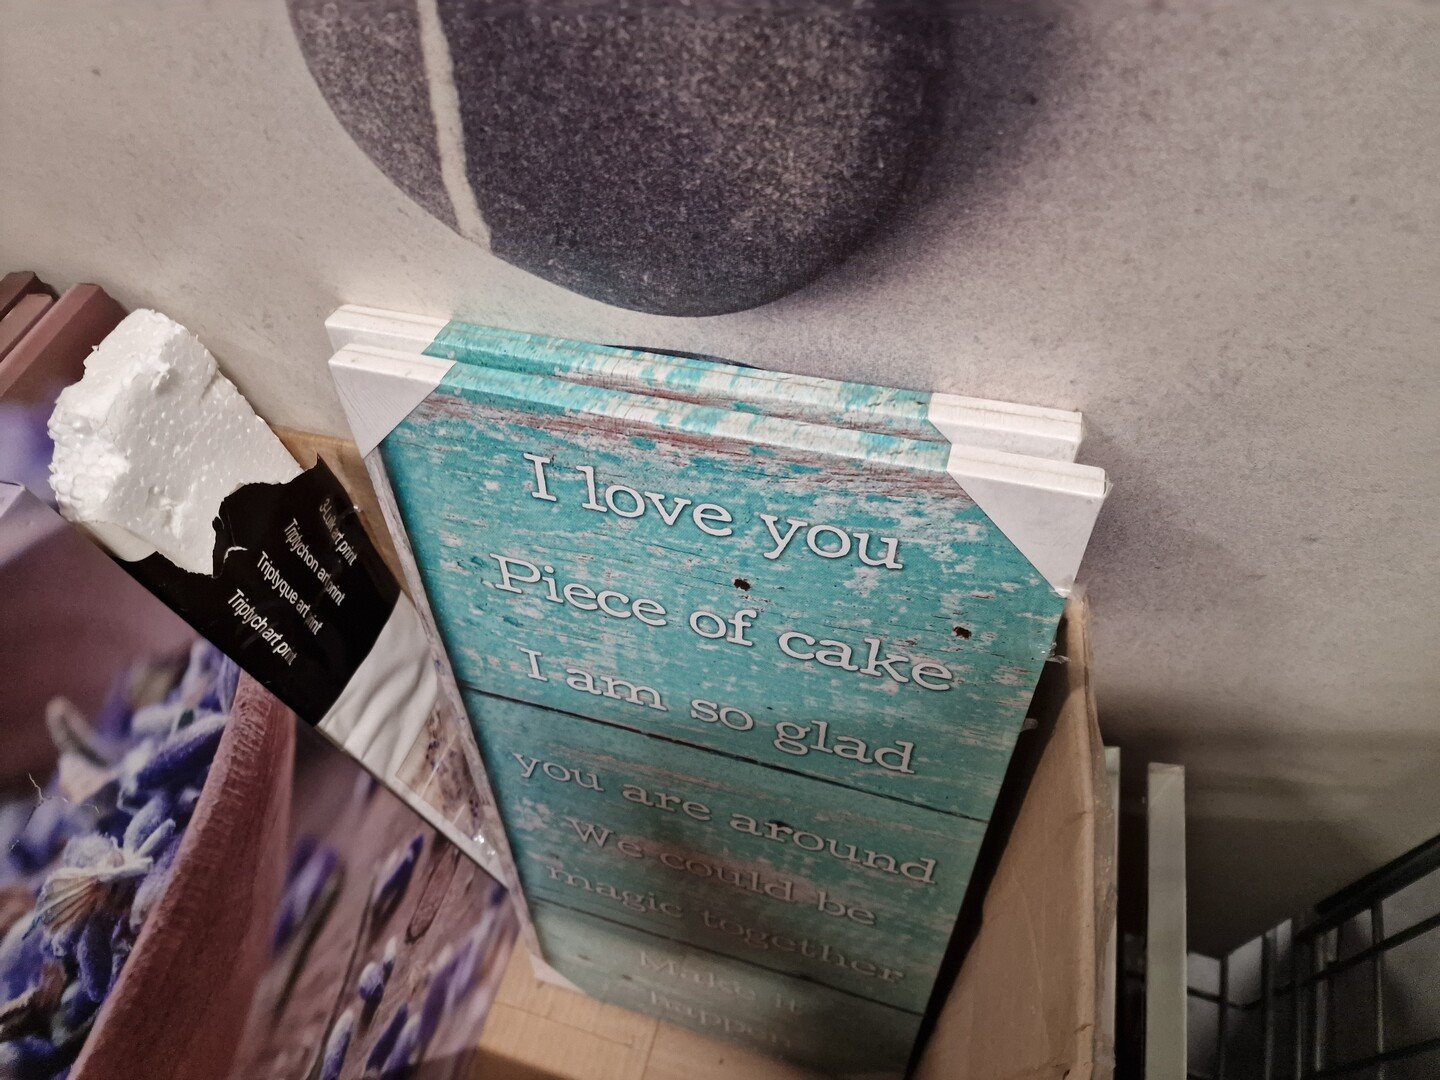 I love you
Piece of cake
I am so glad
you are around
We could be
magic together
Make it
happen
3-Luik art print
Triptychon art print
Triptyque art print
Triptych art print